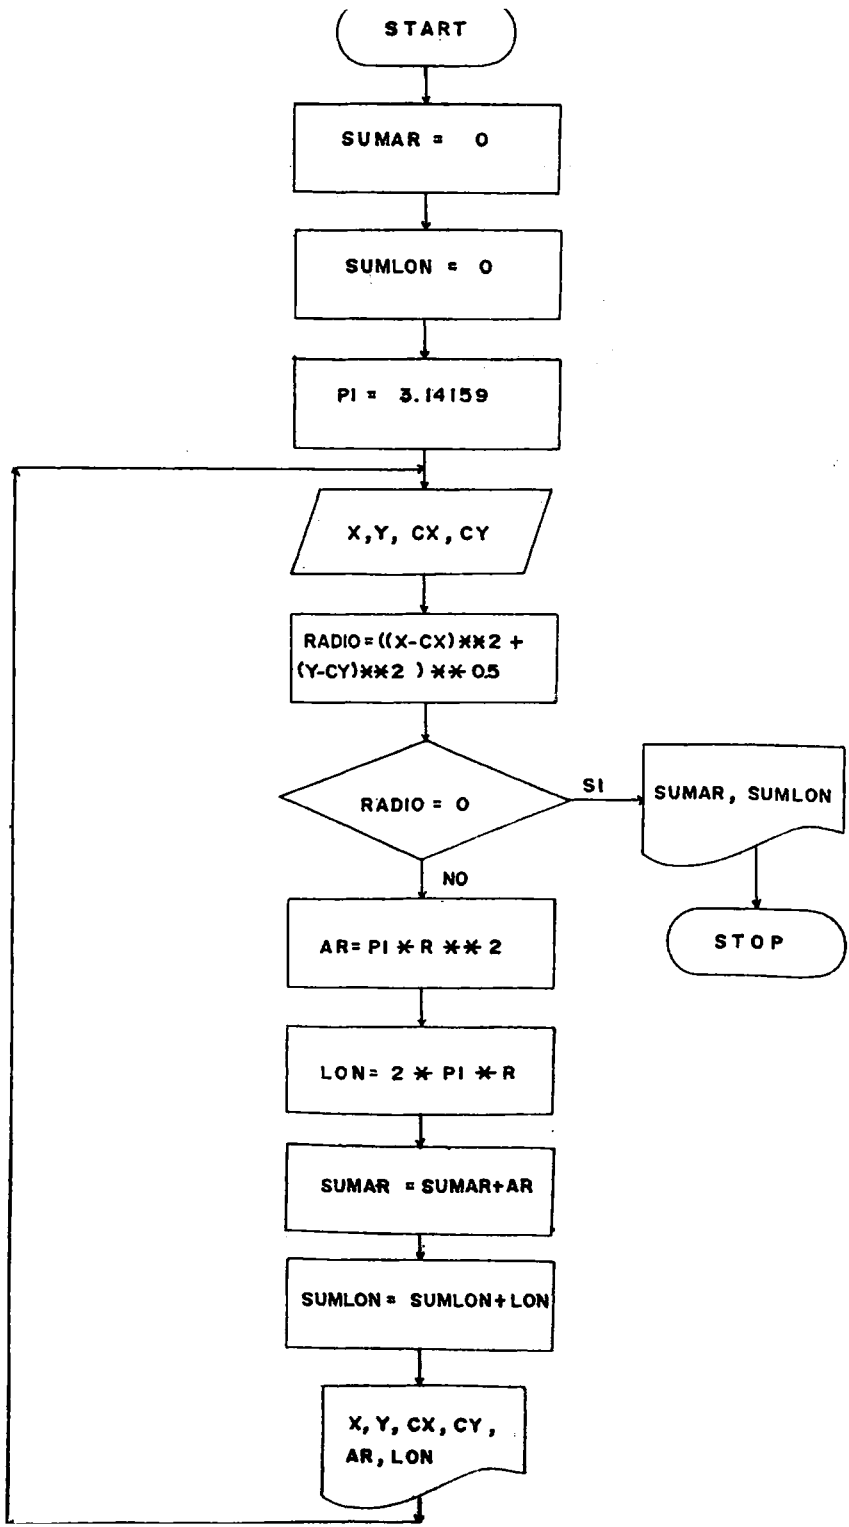 START
SUMAR = 0
SUMLON = 0
PI = 3.14159
X,Y, CX, CY
RADIO=((X-CX)**2 +
(Y-CY)**2 )** 0.5
RADIO = 0
SI
SUMAR, SUMLON
STOP
NO
AR= PI * R ** 2
LON= 2 * PI * R
SUMAR = SUMAR+AR
SUMLON = SUMLON+LON
X, Y, CX, CY,
AR, LON